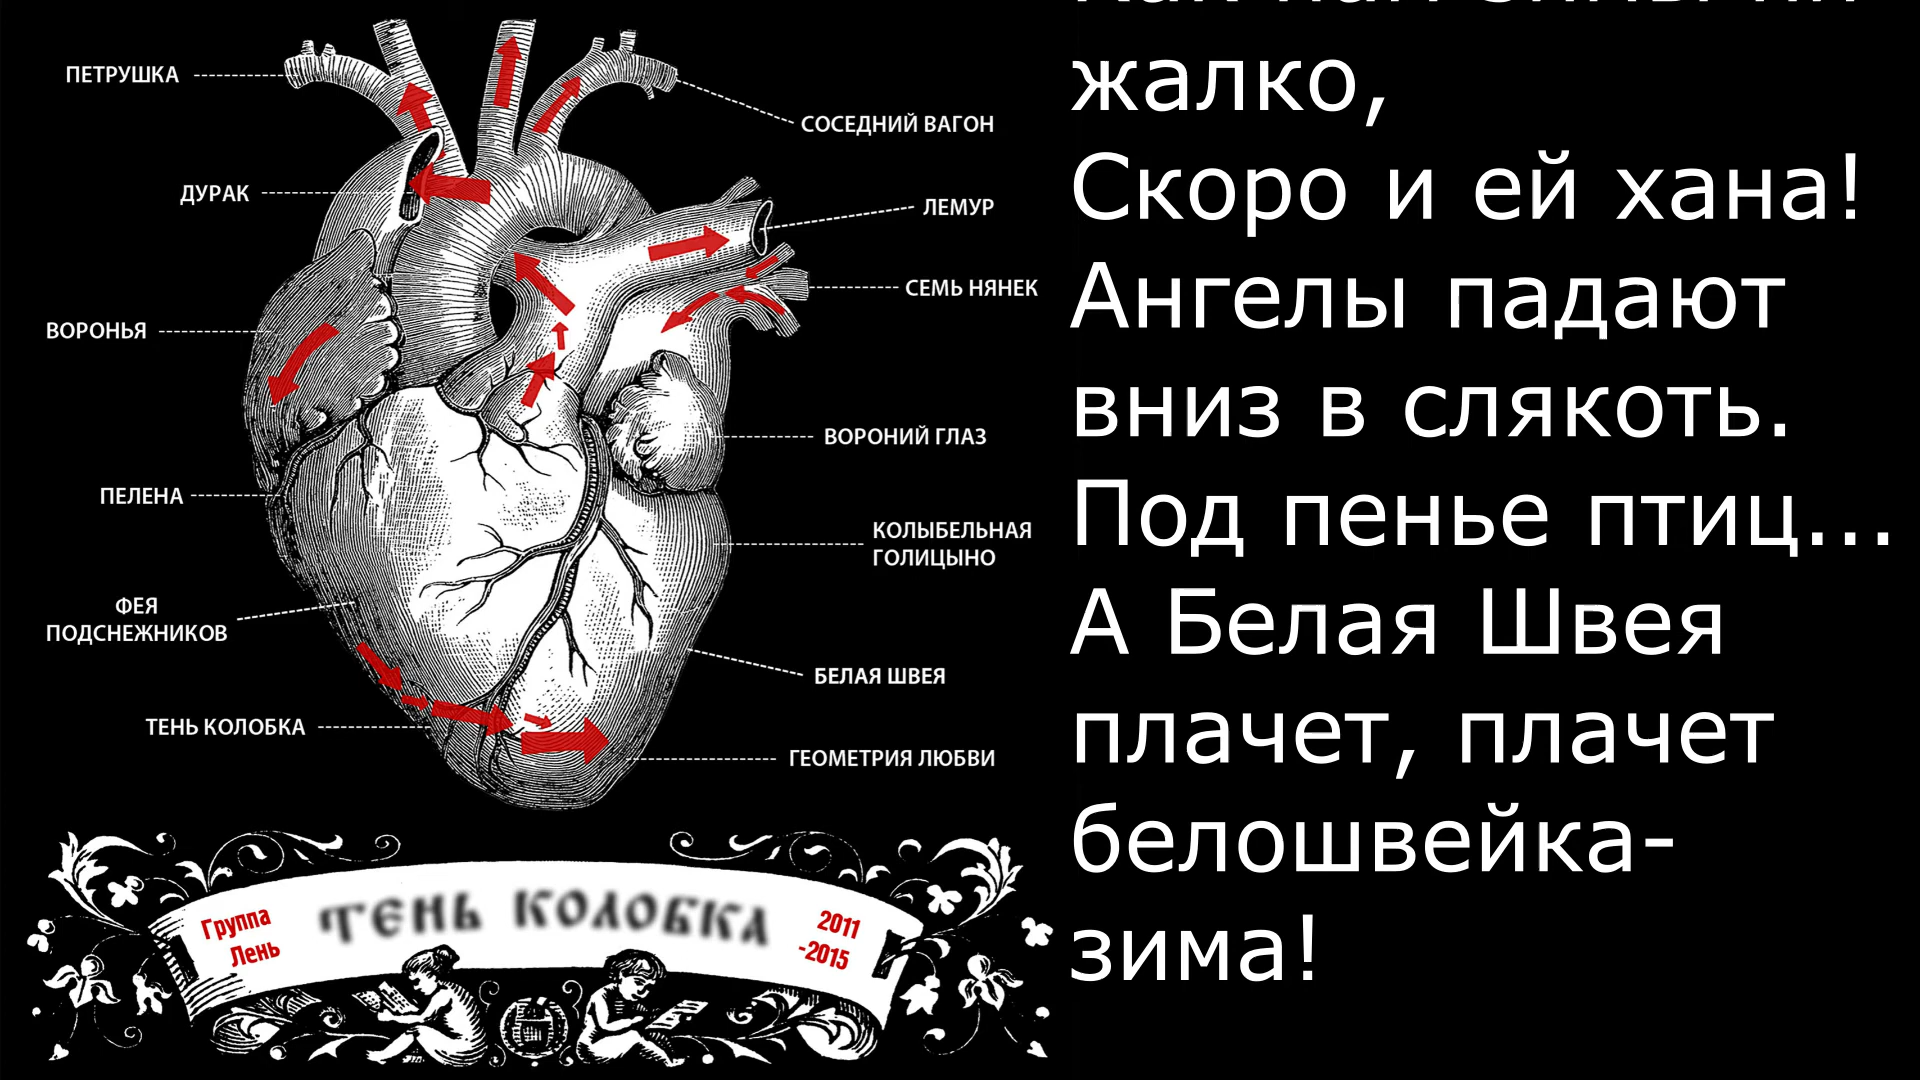 ПЕТРУШКА
СОСЕДНИЙ ВАГОН
ДУРАК
ЛЕМУР
СЕМЬ НЯНЕК
ВОРОНЬЯ
ВОРОНИЙ ГЛАЗ
ПЕЛЕНА
КОЛЫБЕЛЬНАЯ
ГОЛИЦЫНО
ФЕЯ
ПОДСНЕЖНИКОВ
БЕЛАЯ ШВЕЯ
ТЕНЬ КОЛОБКА
ГЕОМЕТРИЯ ЛЮБВИ
Группа
Лень
ТЕНЬ КОЛОБКА
2011
-2015
жалко,
Скоро и ей хана!
Ангелы падают
вниз в слякоть.
Под пенье птиц...
А Белая Швея
плачет, плачет
белошвейка-
зима!